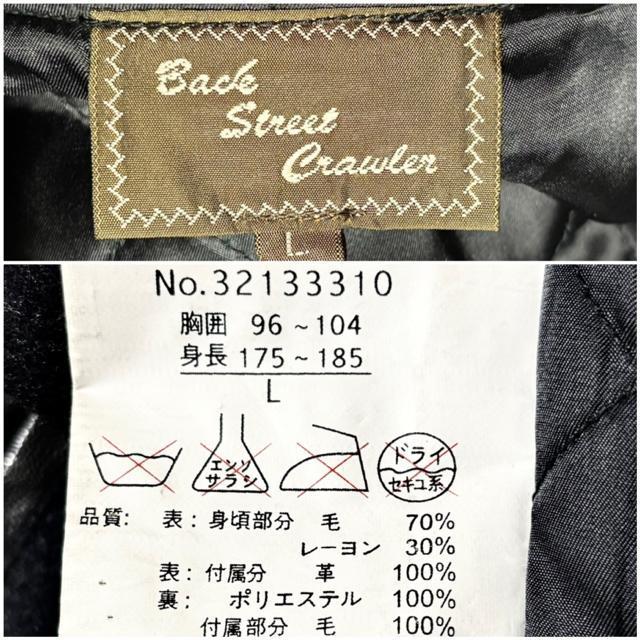 Back
Street
Crawler
L
No.32133310
胸囲 96～104
身長 175～185
L
エンソ
サラシ
ドライ
セキユ系
品質: 表: 身頃部分 毛 70%
レーヨン 30%
表: 付属分 革 100%
裏: ポリエステル 100%
付属部分 毛 100%